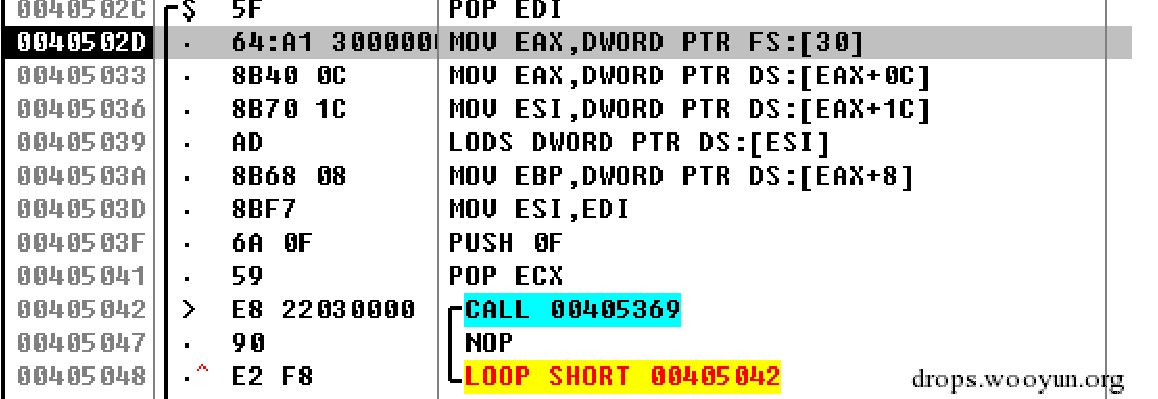 0040502C $ 5F POP EDI
0040502D . 64:A1 300000 MOV EAX,DWORD PTR FS:[30]
00405033 . 8B40 0C MOV EAX,DWORD PTR DS:[EAX+0C]
00405036 . 8B70 1C MOV ESI,DWORD PTR DS:[EAX+1C]
00405039 . AD LODS DWORD PTR DS:[ESI]
0040503A . 8B68 08 MOV EBP,DWORD PTR DS:[EAX+8]
0040503D . 8BF7 MOV ESI,EDI
0040503F . 6A 0F PUSH 0F
00405041 . 59 POP ECX
00405042 > E8 22030000 CALL 00405369
00405047 . 90 NOP
00405048 .^ E2 F8 LOOP SHORT 00405042
drops.wooyun.org